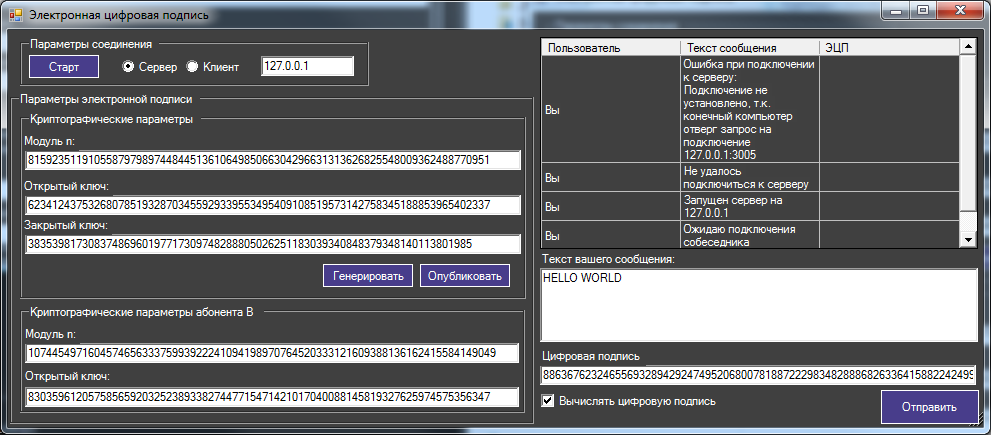 Электронная цифровая подпись
Параметры соединения
Старт
Сервер
Клиент
127.0.0.1
Параметры электронной подписи
Криптографические параметры
Модуль n:
81592351191055879798974484451361064985066304296631313626825548009362488770951
Открытый ключ:
62341243753268078519328703455929339553495409108519573142758345188853965402337
Закрытый ключ:
3835398173083748696019771730974828880502625118303934084837934814011380​1985
Генерировать
Опубликовать
Криптографические параметры абонента В
Модуль n:
107445497160457465633375993922241094198970764520333121609388136162415584149049
Открытый ключ:
83035961205758565920325238933827447715471421017040088145819327625974575356347
Пользователь
Текст сообщения
ЭЦП
Вы
Ошибка при подключении
к серверу:
Подключение не
установлено, т.к.
конечный компьютер
отверг запрос на
подключение
127.0.0.1:3005
Вы
Не удалось
подключиться к серверу
Вы
Запущен сервер на
127.0.0.1
Вы
Ожидаю подключения
собеседника
Текст вашего сообщения:
HELLO WORLD
Цифровая подпись
88636762324655693289429247495206800781887222983482888682633641588224249
Вычислять цифровую подпись
Отправить